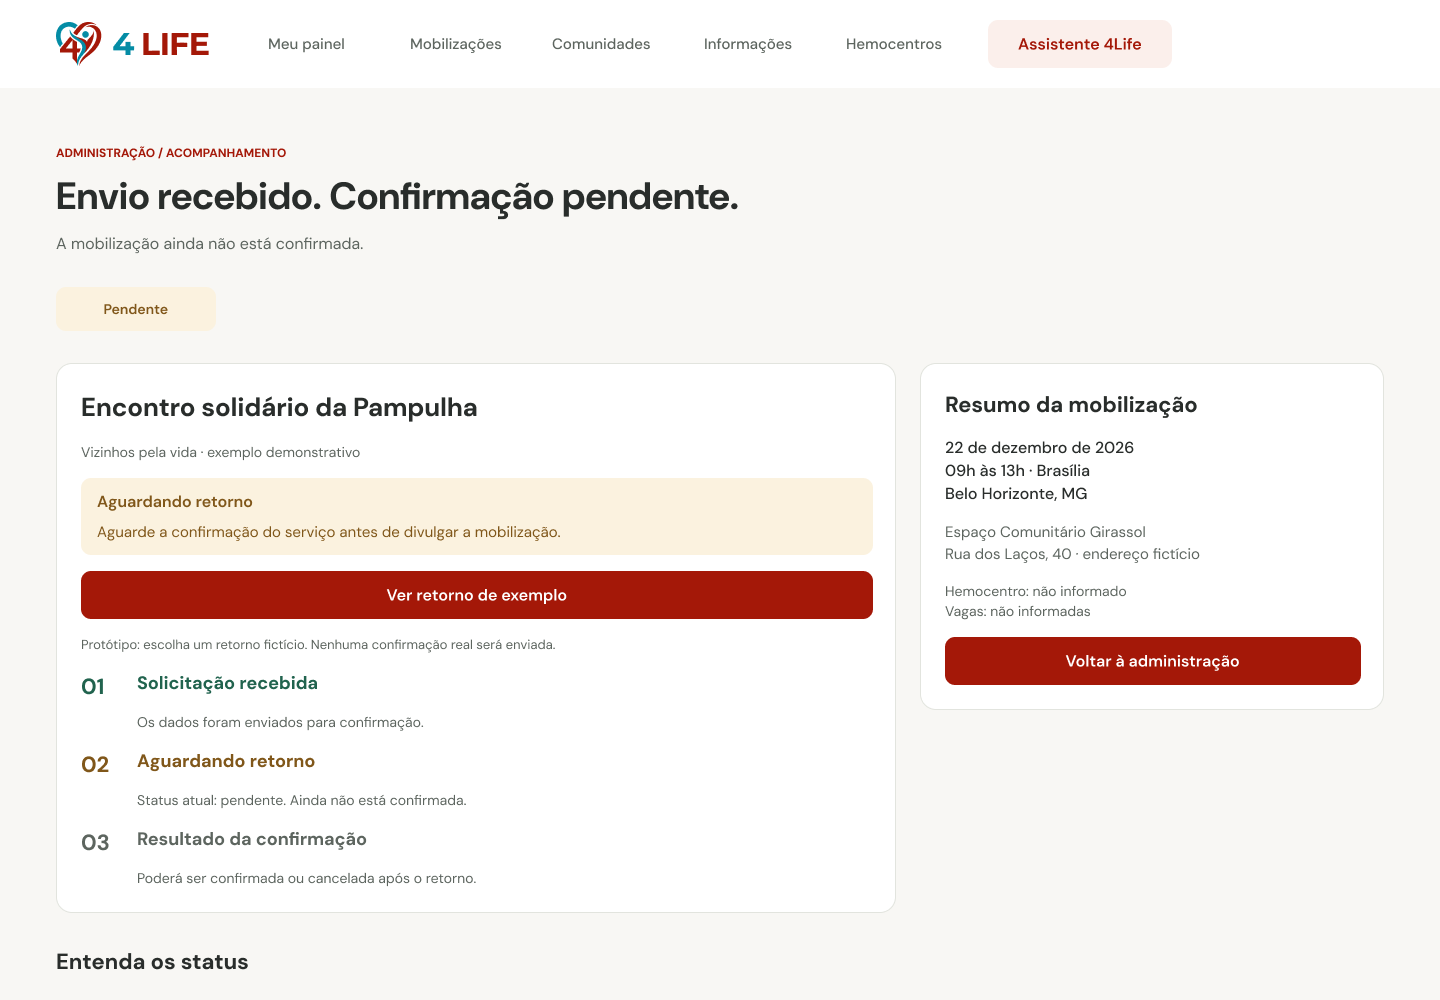 4 LIFE
Meu painel
Mobilizações
Comunidades
Informações
Hemocentros
Assistente 4Life
ADMINISTRAÇÃO / ACOMPANHAMENTO
Envio recebido. Confirmação pendente.
A mobilização ainda não está confirmada.
Pendente
Encontro solidário da Pampulha
Vizinhos pela vida · exemplo demonstrativo
Aguardando retorno
Aguarde a confirmação do serviço antes de divulgar a mobilização.
Ver retorno de exemplo
Protótipo: escolha um retorno fictício. Nenhuma confirmação real será enviada.
01 Solicitação recebida
Os dados foram enviados para confirmação.
02 Aguardando retorno
Status atual: pendente. Ainda não está confirmada.
03 Resultado da confirmação
Poderá ser confirmada ou cancelada após o retorno.
Resumo da mobilização
22 de dezembro de 2026
09h às 13h · Brasília
Belo Horizonte, MG
Espaço Comunitário Girassol
Rua dos Laços, 40 · endereço fictício
Hemocentro: não informado
Vagas: não informadas
Voltar à administração
Entenda os status